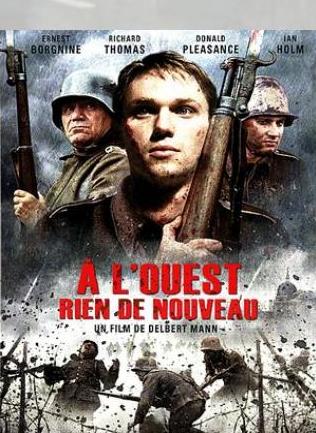 ERNEST BORGNINE
RICHARD THOMAS
DONALD PLEASANCE
IAN HOLM
À L'OUEST
RIEN DE NOUVEAU
UN FILM DE DELBERT MANN